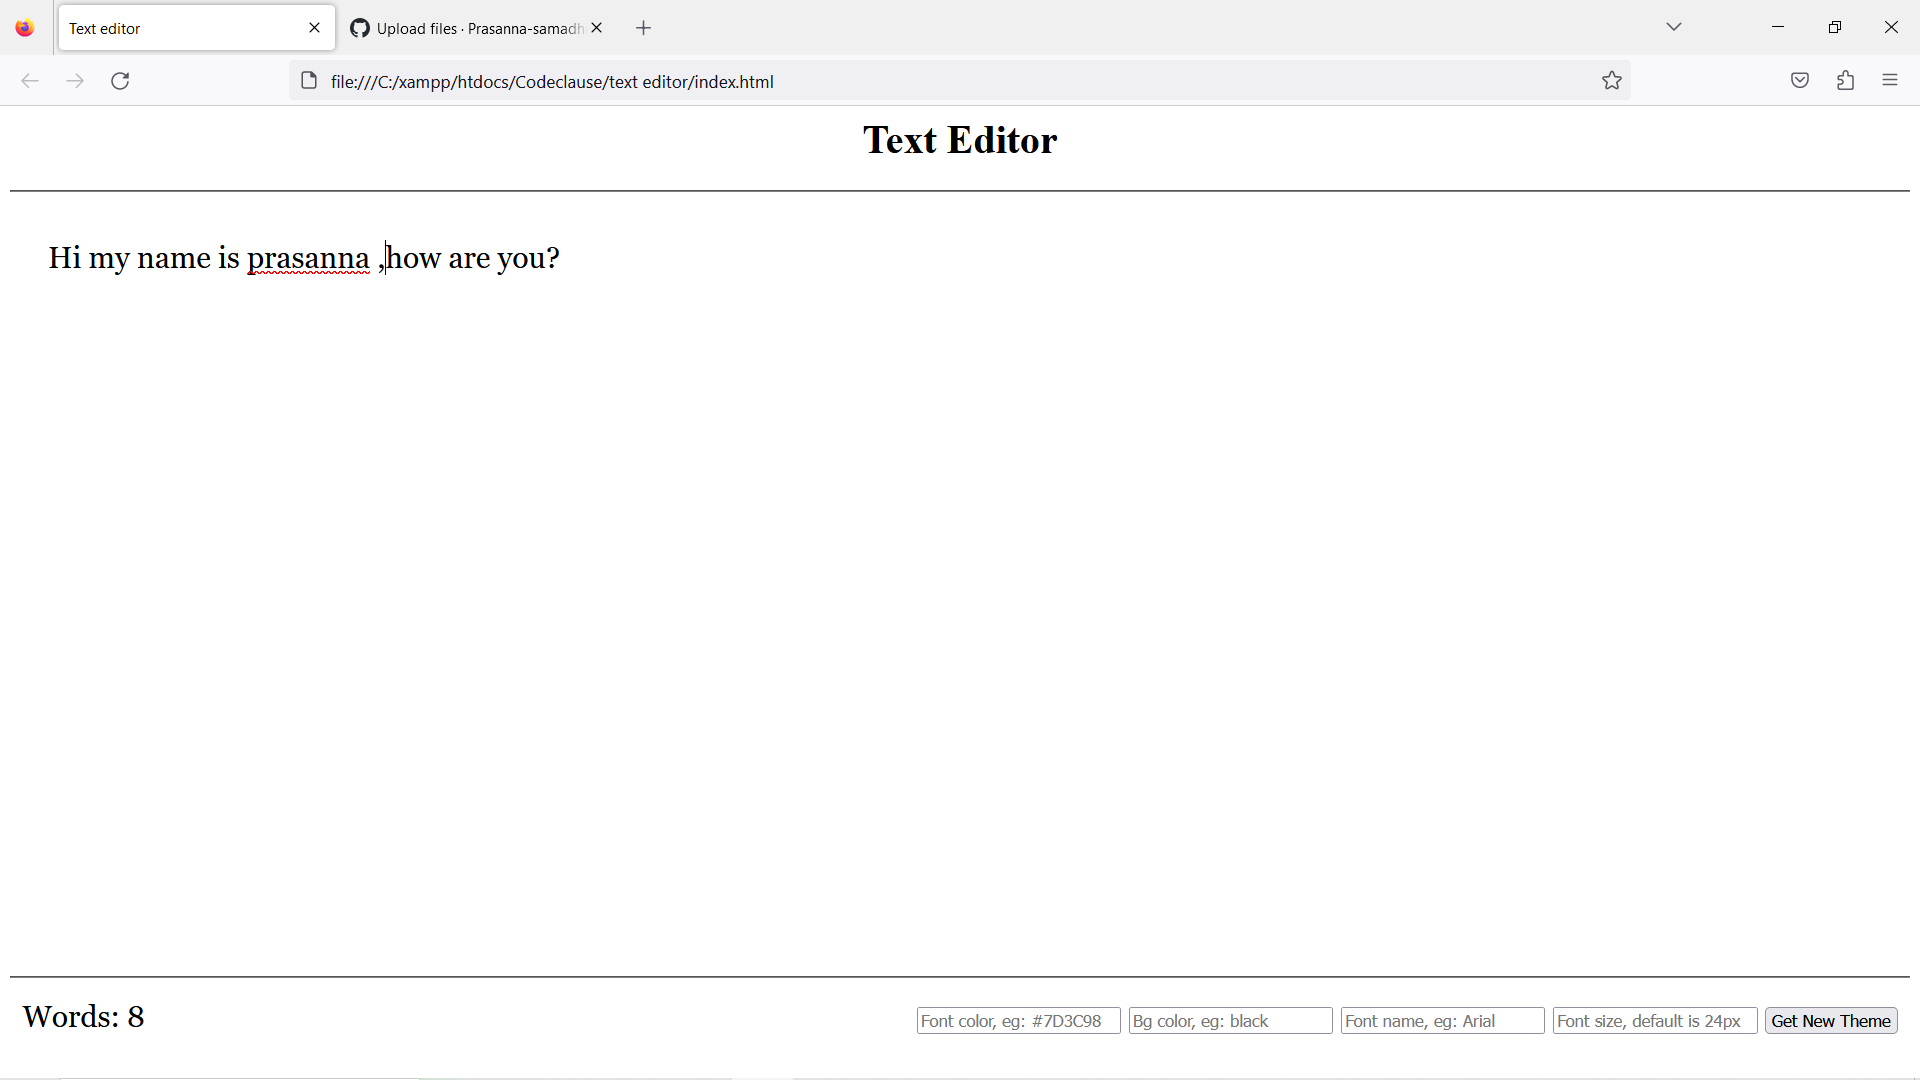 Text editor
Upload files · Prasanna-samadh
file:///C:/xampp/htdocs/Codeclause/text editor/index.html
Text Editor
Hi my name is prasanna ,how are you?
Words: 8
Font color, eg: #7D3C98
Bg color, eg: black
Font name, eg: Arial
Font size, default is 24px
Get New Theme